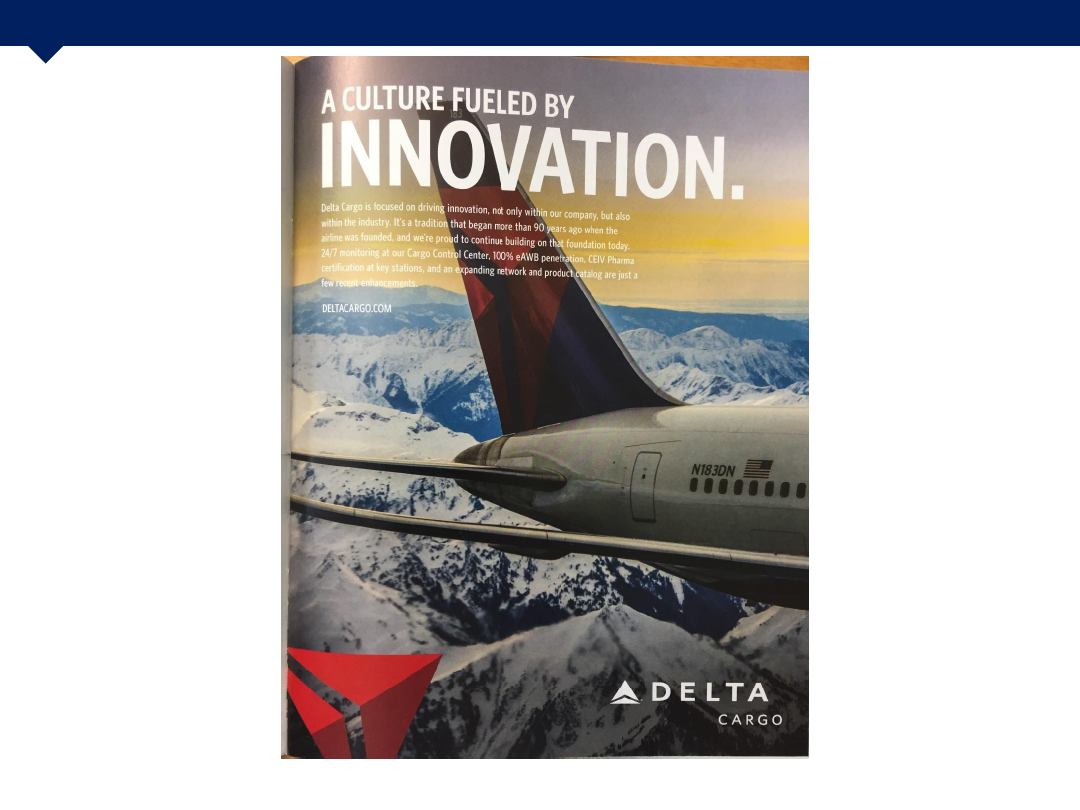 A CULTURE FUELED BY
INNOVATION.
183
Delta Cargo is focused on driving innovation, not only within our company, but also
within the industry. It's a tradition that began more than 90 years ago when the
airline was founded, and we're proud to continue building on that foundation today.
24/7 monitoring at our Cargo Control Center, 100% eAWB penetration, CEIV Pharma
certification at key stations, and an expanding network and product catalog are just a
few recent enhancements.
DELTACARGO.COM
N183DN
DELTA
CARGO